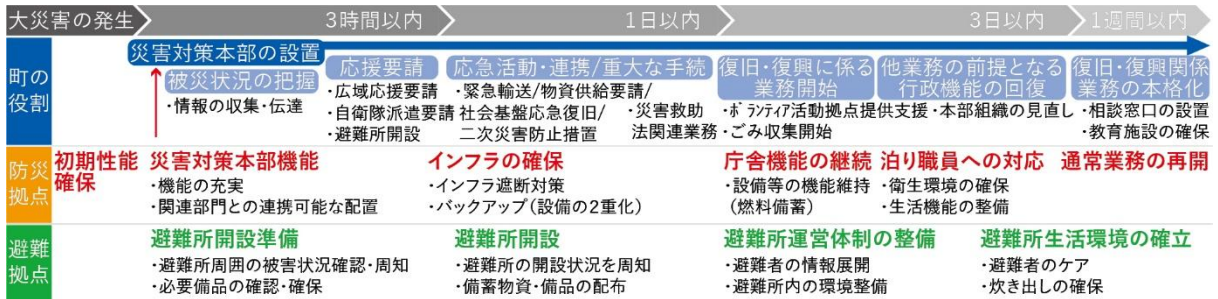 大災害の発生 3時間以内 1日以内 3日以内 1週間以内
町の役割
災害対策本部の設置
被災状況の把握
・情報の収集・伝達
応援要請
・広域応援要請
・自衛隊派遣要請
・避難所開設
応急活動・連携/重大な手続
・緊急輸送/物資供給要請/
社会基盤応急復旧/
二次災害防止措置
・災害救助
法関連業務
復旧・復興に係る
業務開始
・ボランティア活動拠点提供支援
・ごみ収集開始
他業務の前提となる
行政機能の回復
・本部組織の見直し
復旧・復興関係
業務の本格化
・相談窓口の設置
・教育施設の確保
防災
拠点
初期性能
確保
災害対策本部機能
・機能の充実
・関連部門との連携可能な配置
インフラの確保
・インフラ遮断対策
・バックアップ(設備の2重化)
庁舎機能の継続
・設備等の機能維持
(燃料備蓄)
泊り職員への対応
・衛生環境の確保
・生活機能の整備
通常業務の再開
避難
拠点
避難所開設準備
・避難所周囲の被害状況確認・周知
・必要備品の確認・確保
避難所開設
・避難所の開設状況を周知
・備蓄物資・備品の配布
避難所運営体制の整備
・避難者の情報展開
・避難所内の環境整備
避難所生活環境の確立
・避難者のケア
・炊き出しの確保